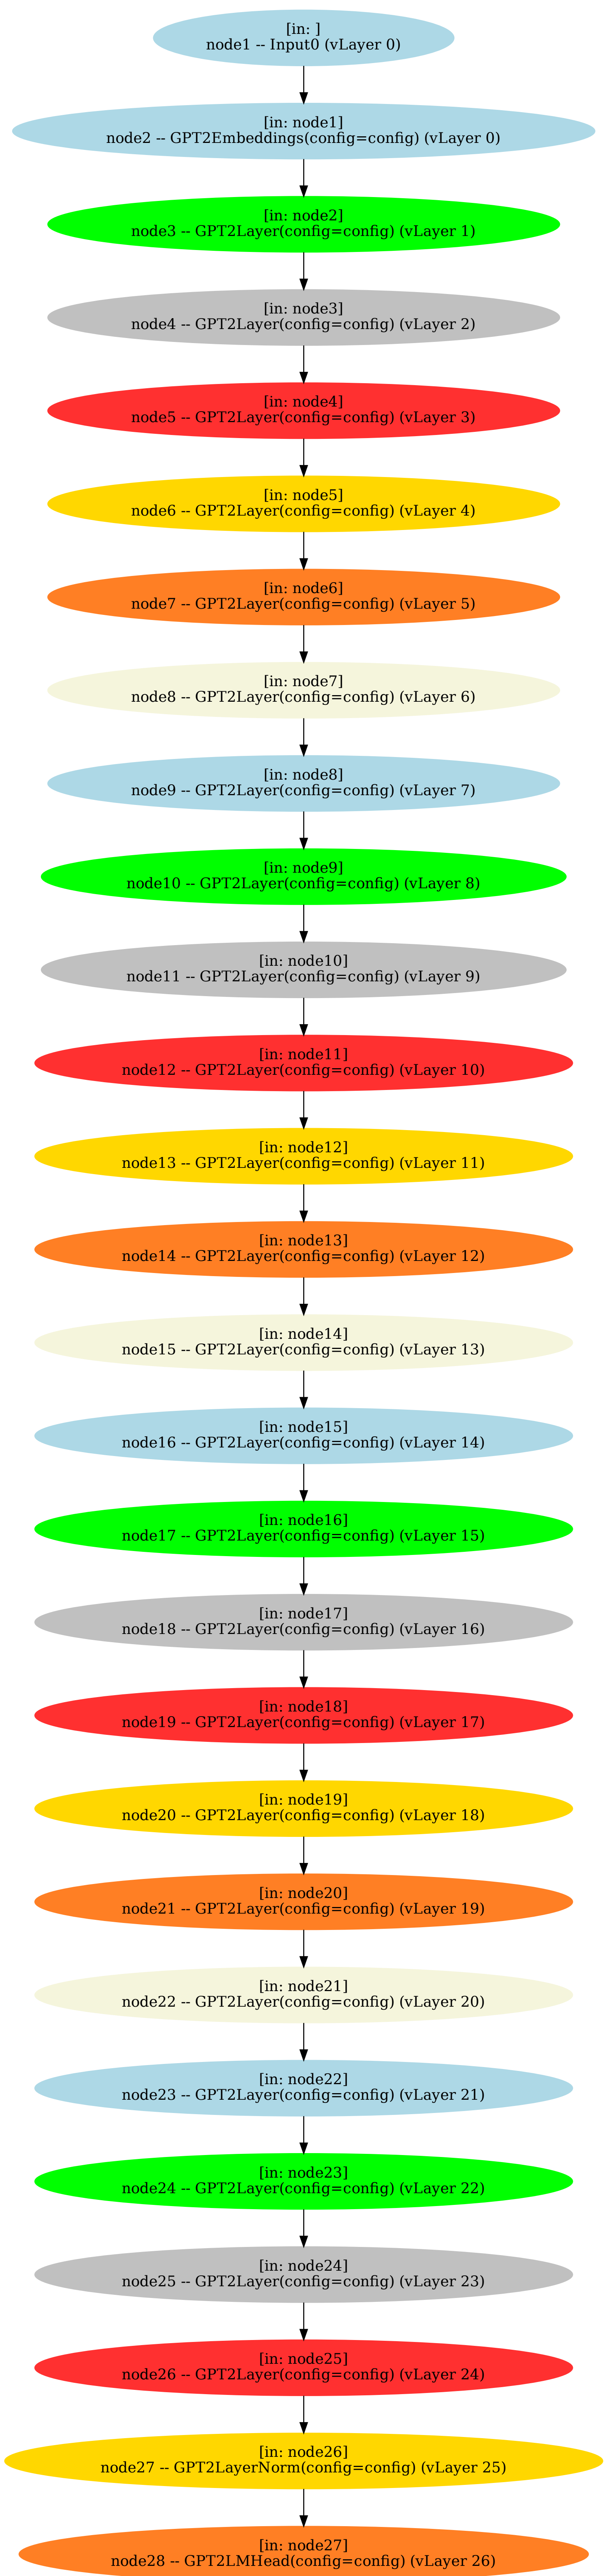 [in: ]
node1 -- Input0 (vLayer 0)
[in: node1]
node2 -- GPT2Embeddings(config=config) (vLayer 0)
[in: node2]
node3 -- GPT2Layer(config=config) (vLayer 1)
[in: node3]
node4 -- GPT2Layer(config=config) (vLayer 2)
[in: node4]
node5 -- GPT2Layer(config=config) (vLayer 3)
[in: node5]
node6 -- GPT2Layer(config=config) (vLayer 4)
[in: node6]
node7 -- GPT2Layer(config=config) (vLayer 5)
[in: node7]
node8 -- GPT2Layer(config=config) (vLayer 6)
[in: node8]
node9 -- GPT2Layer(config=config) (vLayer 7)
[in: node9]
node10 -- GPT2Layer(config=config) (vLayer 8)
[in: node10]
node11 -- GPT2Layer(config=config) (vLayer 9)
[in: node11]
node12 -- GPT2Layer(config=config) (vLayer 10)
[in: node12]
node13 -- GPT2Layer(config=config) (vLayer 11)
[in: node13]
node14 -- GPT2Layer(config=config) (vLayer 12)
[in: node14]
node15 -- GPT2Layer(config=config) (vLayer 13)
[in: node15]
node16 -- GPT2Layer(config=config) (vLayer 14)
[in: node16]
node17 -- GPT2Layer(config=config) (vLayer 15)
[in: node17]
node18 -- GPT2Layer(config=config) (vLayer 16)
[in: node18]
node19 -- GPT2Layer(config=config) (vLayer 17)
[in: node19]
node20 -- GPT2Layer(config=config) (vLayer 18)
[in: node20]
node21 -- GPT2Layer(config=config) (vLayer 19)
[in: node21]
node22 -- GPT2Layer(config=config) (vLayer 20)
[in: node22]
node23 -- GPT2Layer(config=config) (vLayer 21)
[in: node23]
node24 -- GPT2Layer(config=config) (vLayer 22)
[in: node24]
node25 -- GPT2Layer(config=config) (vLayer 23)
[in: node25]
node26 -- GPT2Layer(config=config) (vLayer 24)
[in: node26]
node27 -- GPT2LayerNorm(config=config) (vLayer 25)
[in: node27]
node28 -- GPT2LMHead(config=config) (vLayer 26)